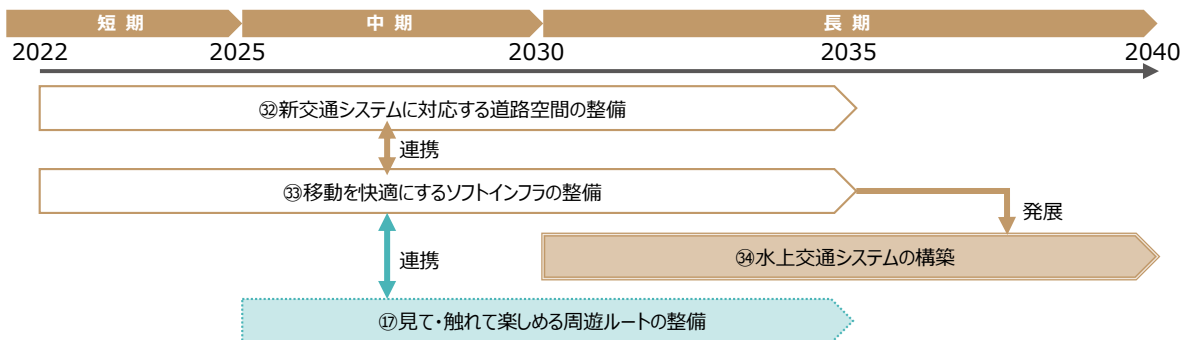 短 期
中 期
長 期
2022
2025
2030
2035
2040
㉜新交通システムに対応する道路空間の整備
連携
㉝移動を快適にするソフトインフラの整備
発展
連携
㉞水上交通システムの構築
⑰見て・触れて楽しめる周遊ルートの整備